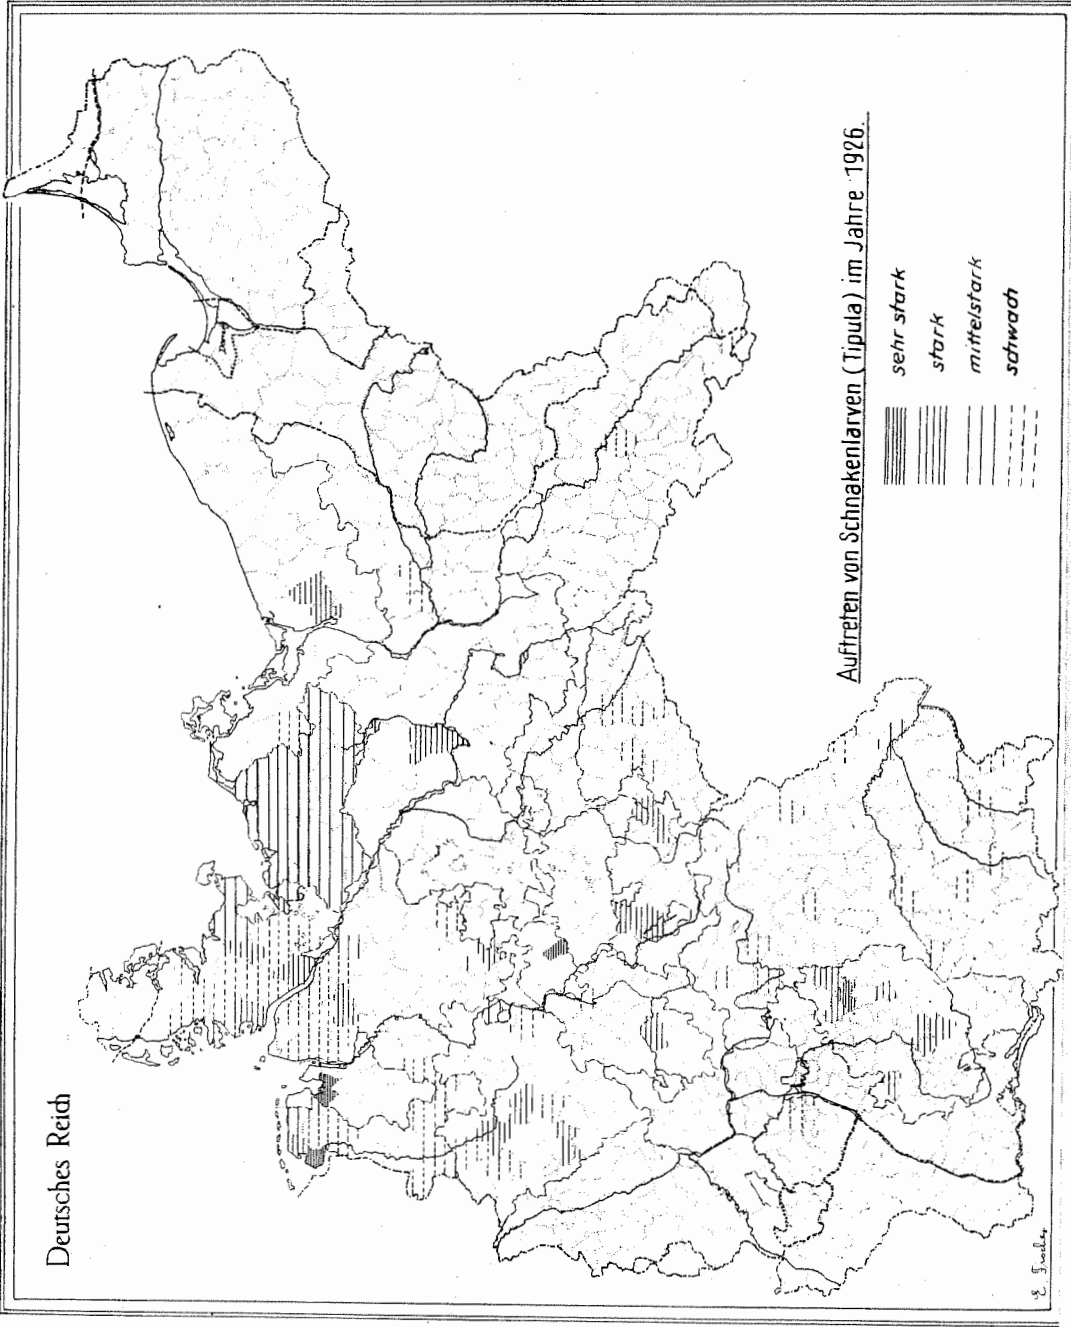 Deutsches Reich
Auftreten von Schnakenlarven (Tipula) im Jahre 1926.
sehr stark
stark
mittelstark
schwach